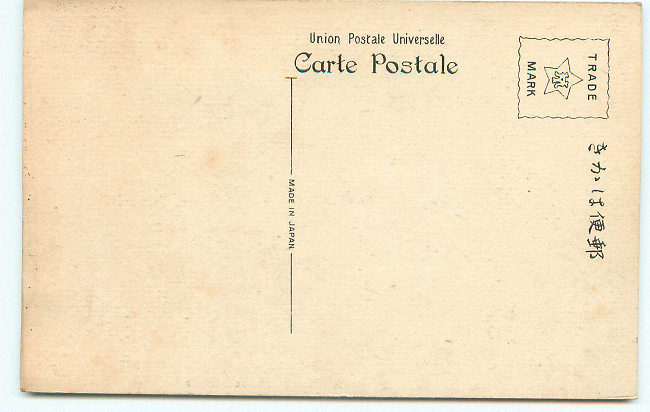 Union Postale Universelle
Carte Postale
TRADE
MARK
きかは便郵
MADE IN JAPAN